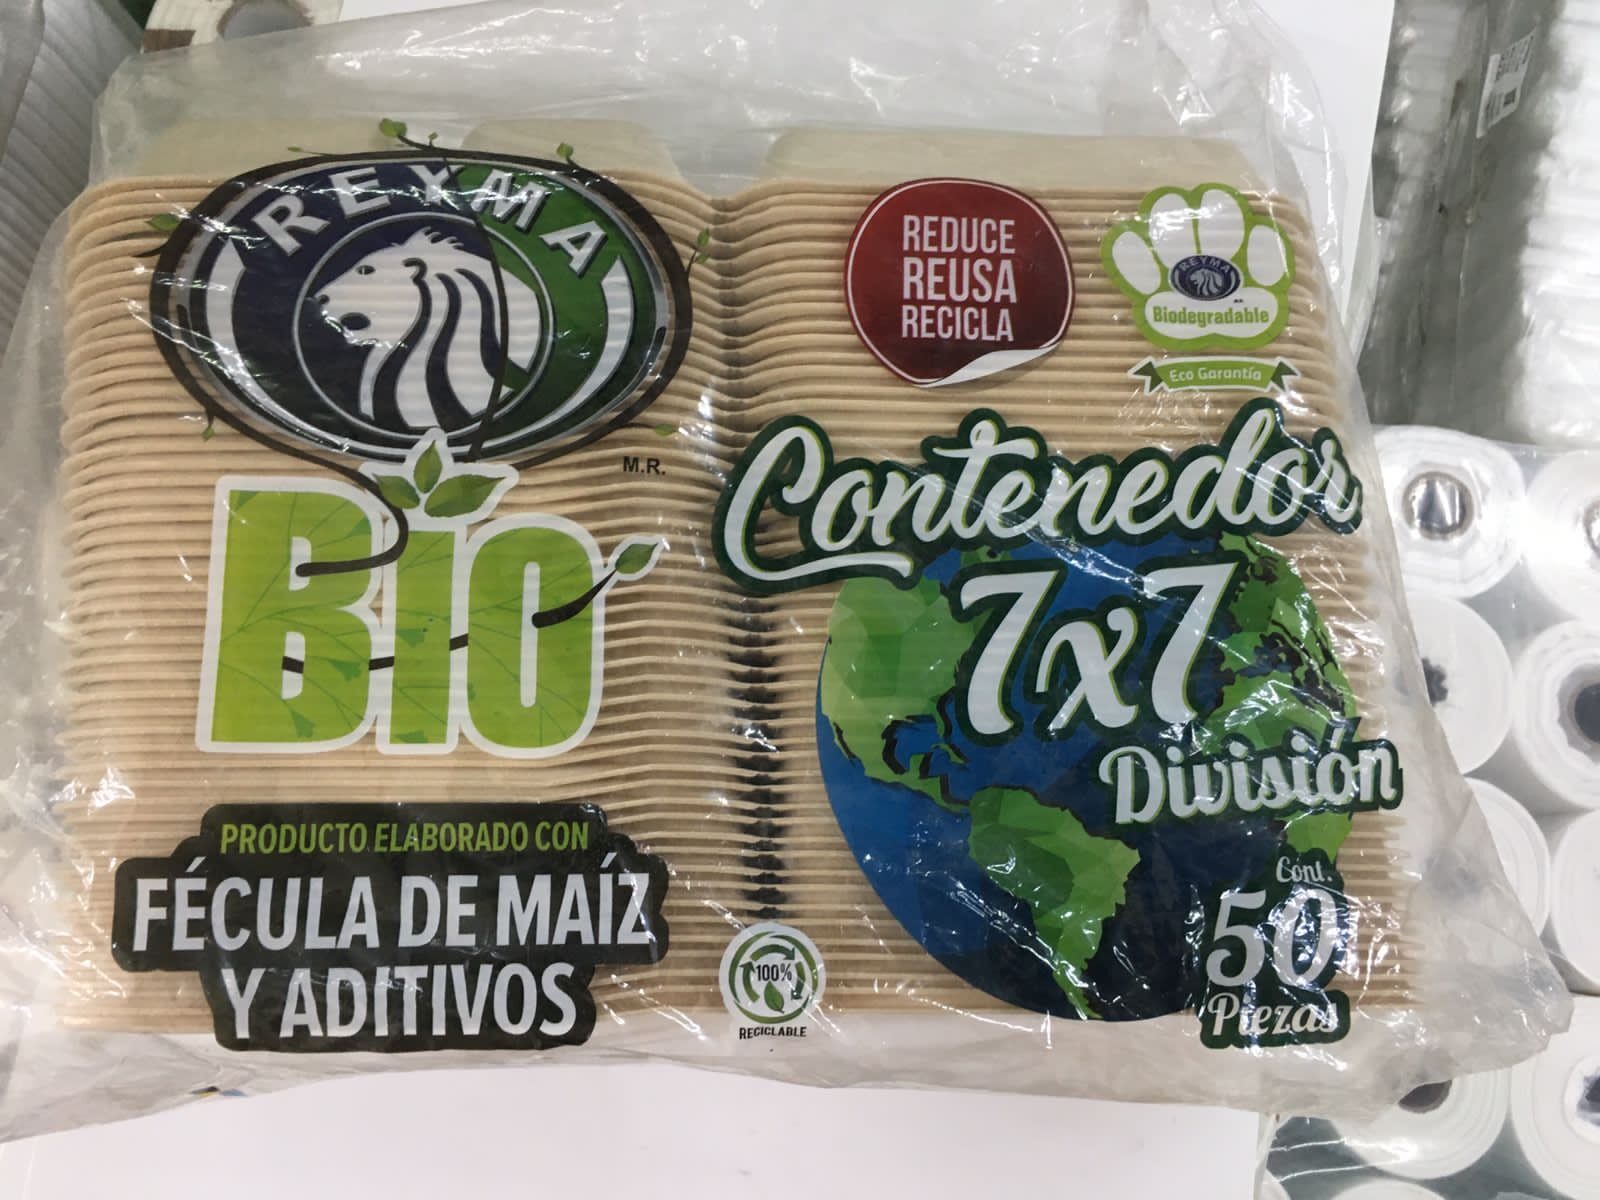 REYMA
M.R.
BIO
PRODUCTO ELABORADO CON
FÉCULA DE MAÍZ
Y ADITIVOS
REDUCE
REUSA
RECICLA
REYMA
Biodegradable
Eco Garantía
Contenedor
7x7
División
Cont.
50
Piezas
100%
RECICLABLE